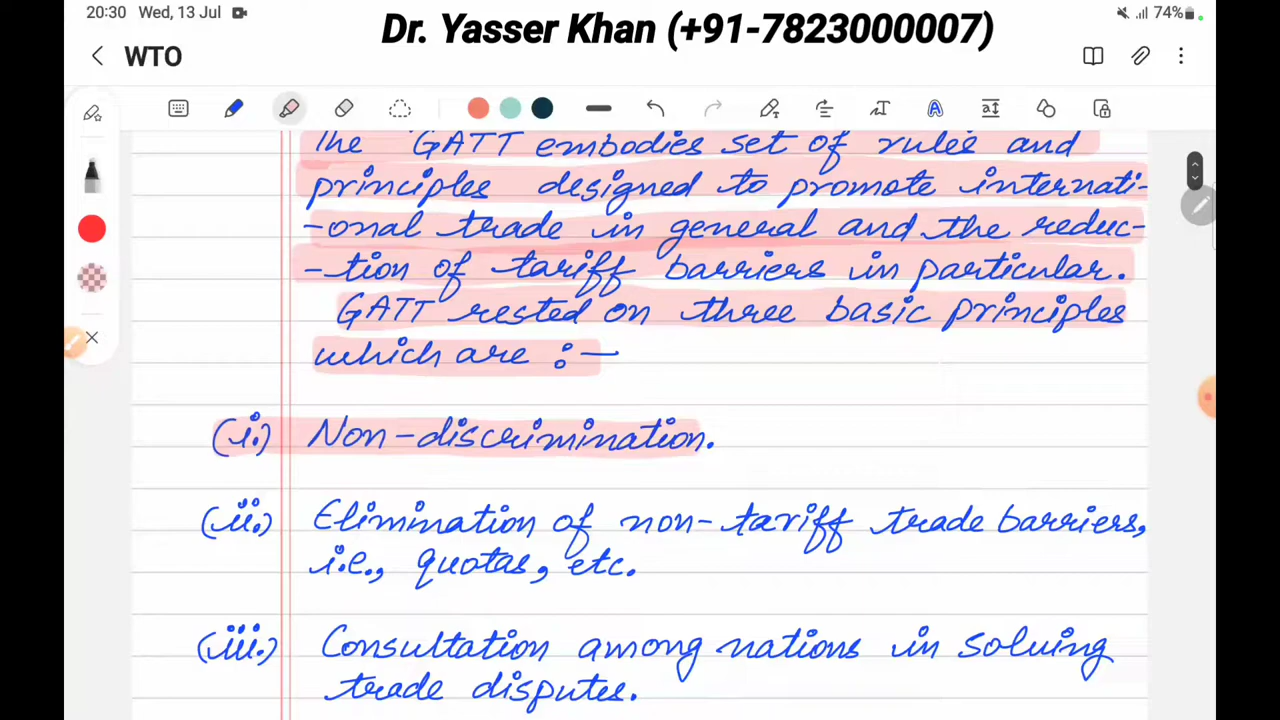 20:30 Wed, 13 Jul
74%
Dr. Yasser Khan (+91-7823000007)
WTO
The GATT embodies set of rules and
principles designed to promote internati-
-onal trade in general and the reduc-
-tion of tariff barriers in particular.
GATT rested on three basic principles
which are :—
(i.) Non-discrimination.
(ii.) Elimination of non-tariff trade barriers,
i.e., quotas, etc.
(iii.) Consultation among nations in solving
trade disputes.